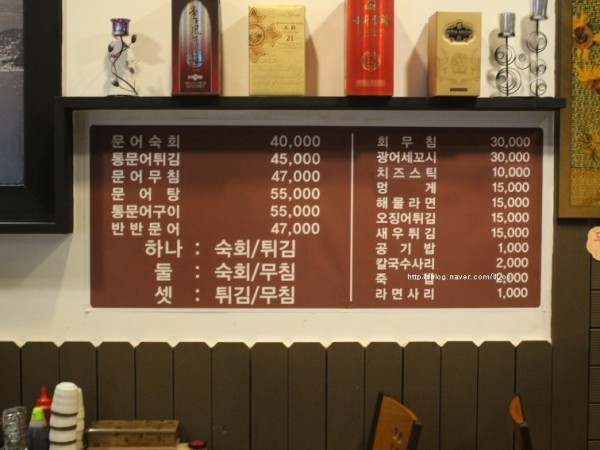 21
문어숙회 40,000
통문어튀김 45,000
문어무침 47,000
문어탕 55,000
통문어구이 55,000
반반문어 47,000
하나 : 숙회/튀김
둘 : 숙회/무침
셋 : 튀김/무침
회무침 30,000
광어세꼬시 30,000
치즈스틱 10,000
멍게 15,000
해물라면 15,000
오징어튀김 15,000
새우튀김 15,000
공기밥 1,000
칼국수사리 2,000
죽 2,000
라면사리 1,000